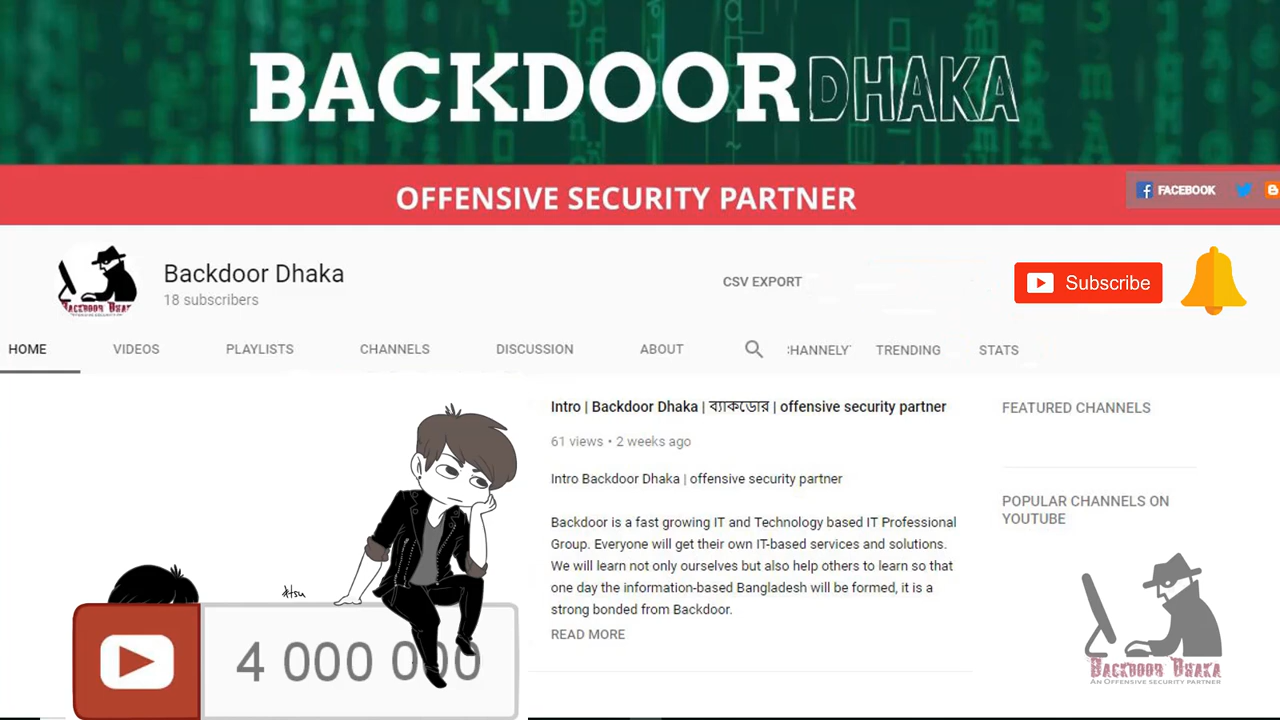 BACKDOOR DHAKA
OFFENSIVE SECURITY PARTNER
FACEBOOK
Backdoor Dhaka
18 subscribers
CSV EXPORT
Subscribe
HOME
VIDEOS
PLAYLISTS
CHANNELS
DISCUSSION
ABOUT
CHANNELY
TRENDING
STATS
Intro | Backdoor Dhaka | ব্যাকডোর | offensive security partner
61 views • 2 weeks ago
Intro Backdoor Dhaka | offensive security partner
Backdoor is a fast growing IT and Technology based IT Professional
Group. Everyone will get their own IT-based services and solutions.
We will learn not only ourselves but also help others to learn so that
one day the information-based Bangladesh will be formed, it is a
strong bonded from Backdoor.
READ MORE
FEATURED CHANNELS
POPULAR CHANNELS ON
YOUTUBE
Atsu
4 000 000
Backdoor Dhaka
An Offensive security partner